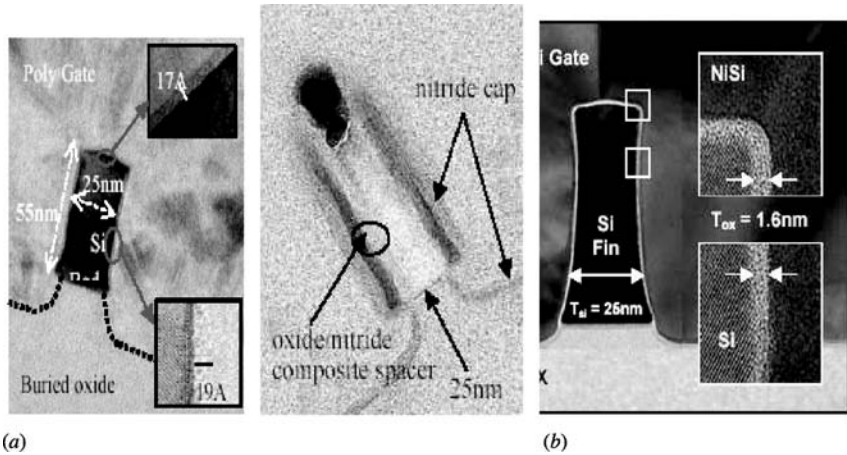 Poly Gate
17A
25nm
55nm
Si
19A
Buried oxide
nitride cap
oxide/nitride
composite spacer
25nm
i Gate
NiSi
Tox = 1.6nm
Si
Fin
Tsi = 25nm
Si
X
(a)
(b)